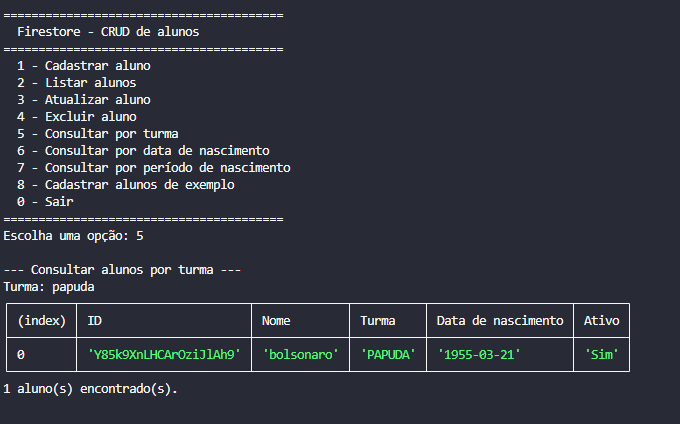 ========================================
Firestore - CRUD de alunos
========================================
1 - Cadastrar aluno
2 - Listar alunos
3 - Atualizar aluno
4 - Excluir aluno
5 - Consultar por turma
6 - Consultar por data de nascimento
7 - Consultar por período de nascimento
8 - Cadastrar alunos de exemplo
0 - Sair
========================================
Escolha uma opção: 5
--- Consultar alunos por turma ---
Turma: papuda
(index) ID Nome Turma Data de nascimento Ativo
0 'Y85k9XnLHCArOziJlAh9' 'bolsonaro' 'PAPUDA' '1955-03-21' 'Sim'
1 aluno(s) encontrado(s).